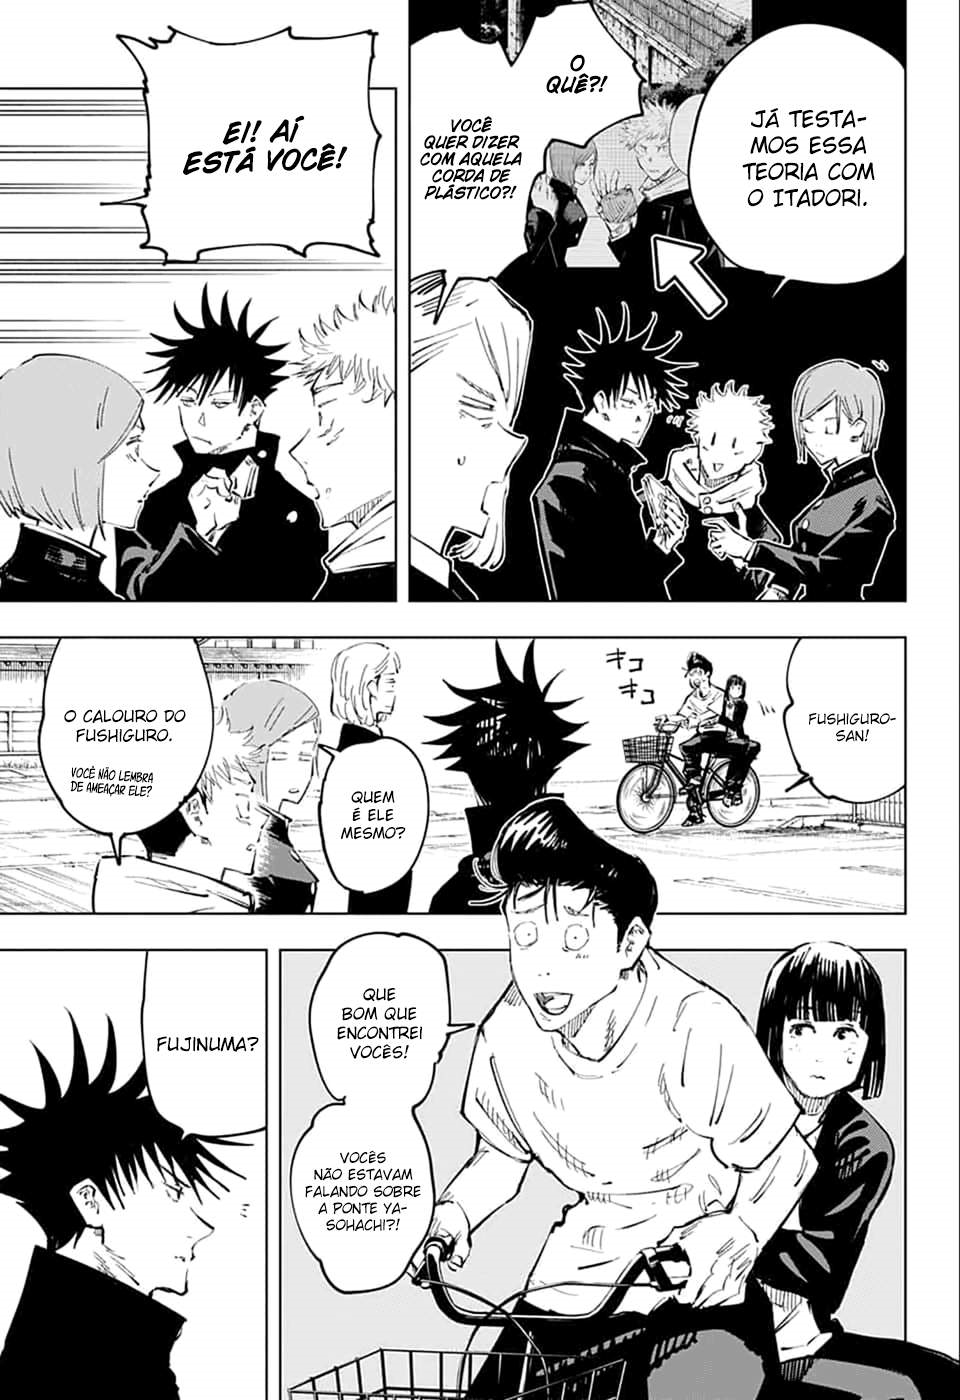 JÁ TESTA-
MOS ESSA
TEORIA COM
O ITADORI.
O
QUÊ?!
VOCÊ
QUER DIZER
COM AQUELA
CORDA DE
PLÁSTICO?!
EI! AÍ
ESTÁ VOCÊ!
FUSHIGURO-
SAN!
キコ
キコ
QUEM
É ELE
MESMO?
O CALOURO DO
FUSHIGURO.
VOCÊ NÃO LEMBRA
DE AMEAÇAR ELE?
QUE
BOM QUE
ENCONTREI
VOCÊS!
VOCÊS
NÃO ESTAVAM
FALANDO SOBRE
A PONTE YA-
SOHACHI?!
FUJINUMA?